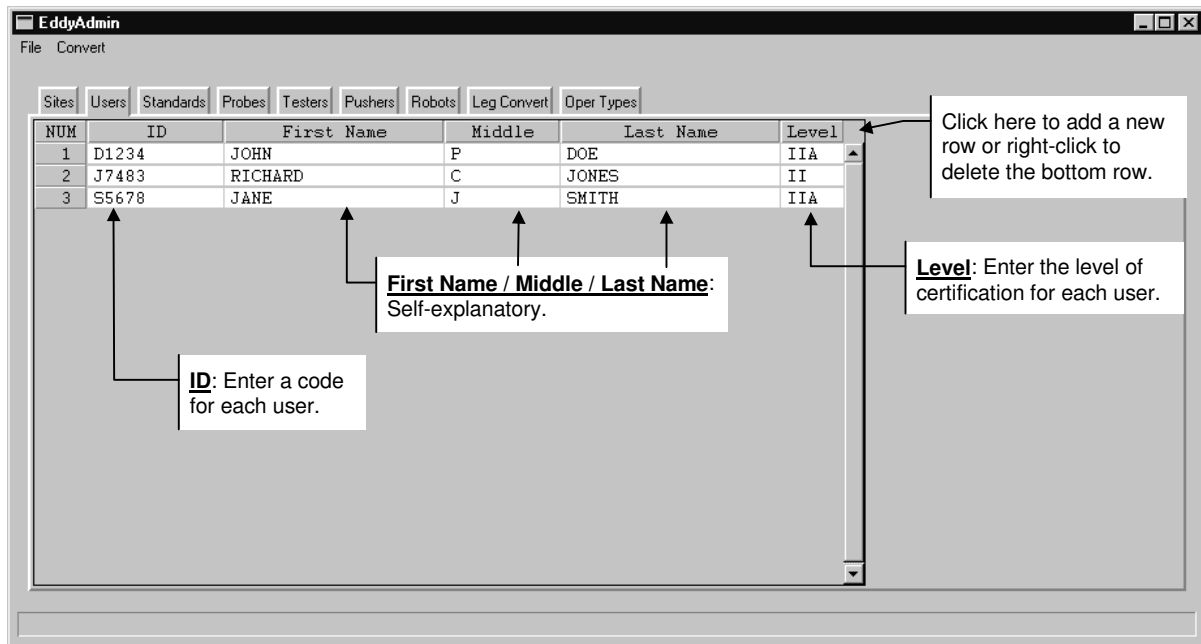 EddyAdmin
File Convert
Sites Users Standards Probes Testers Pushers Robots Leg Convert Oper Types
NUM ID First Name Middle Last Name Level
1 D1234 JOHN P DOE IIA
2 J7483 RICHARD C JONES II
3 S5678 JANE J SMITH IIA
Click here to add a new
row or right-click to
delete the bottom row.
First Name / Middle / Last Name:
Self-explanatory.
Level: Enter the level of
certification for each user.
ID: Enter a code
for each user.